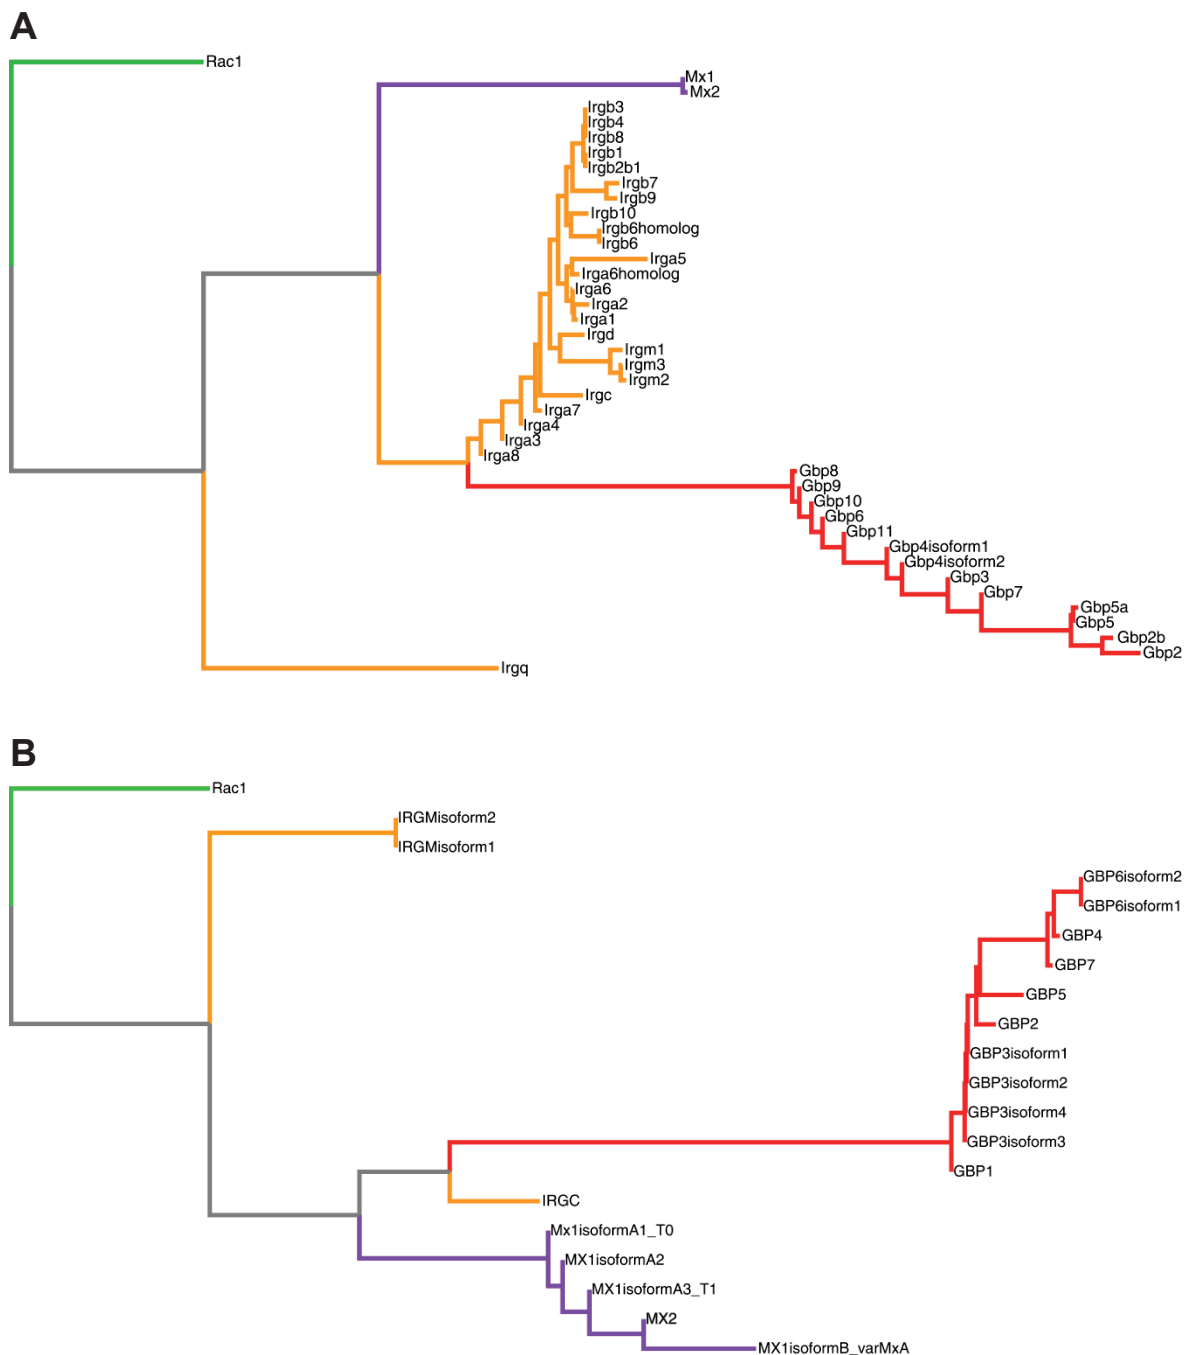 A
Rac1
Mx1
Mx2
Irgb3
Irgb4
Irgb8
Irgb1
Irgb2b1
Irgb7
Irgb9
Irgb10
Irgb6homolog
Irgb6
Irga5
Irga6homolog
Irga6
Irga2
Irga1
Irgd
Irgm1
Irgm3
Irgm2
Irgc
Irga7
Irga4
Irga3
Irga8
Gbp8
Gbp9
Gbp10
Gbp6
Gbp11
Gbp4isoform1
Gbp4isoform2
Gbp3
Gbp7
Gbp5a
Gbp5
Gbp2b
Gbp2
Irgq
B
Rac1
IRGMisoform2
IRGMisoform1
GBP6isoform2
GBP6isoform1
GBP4
GBP7
GBP5
GBP2
GBP3isoform1
GBP3isoform2
GBP3isoform4
GBP3isoform3
GBP1
IRGC
Mx1isoformA1_T0
MX1isoformA2
MX1isoformA3_T1
MX2
MX1isoformB_varMxA